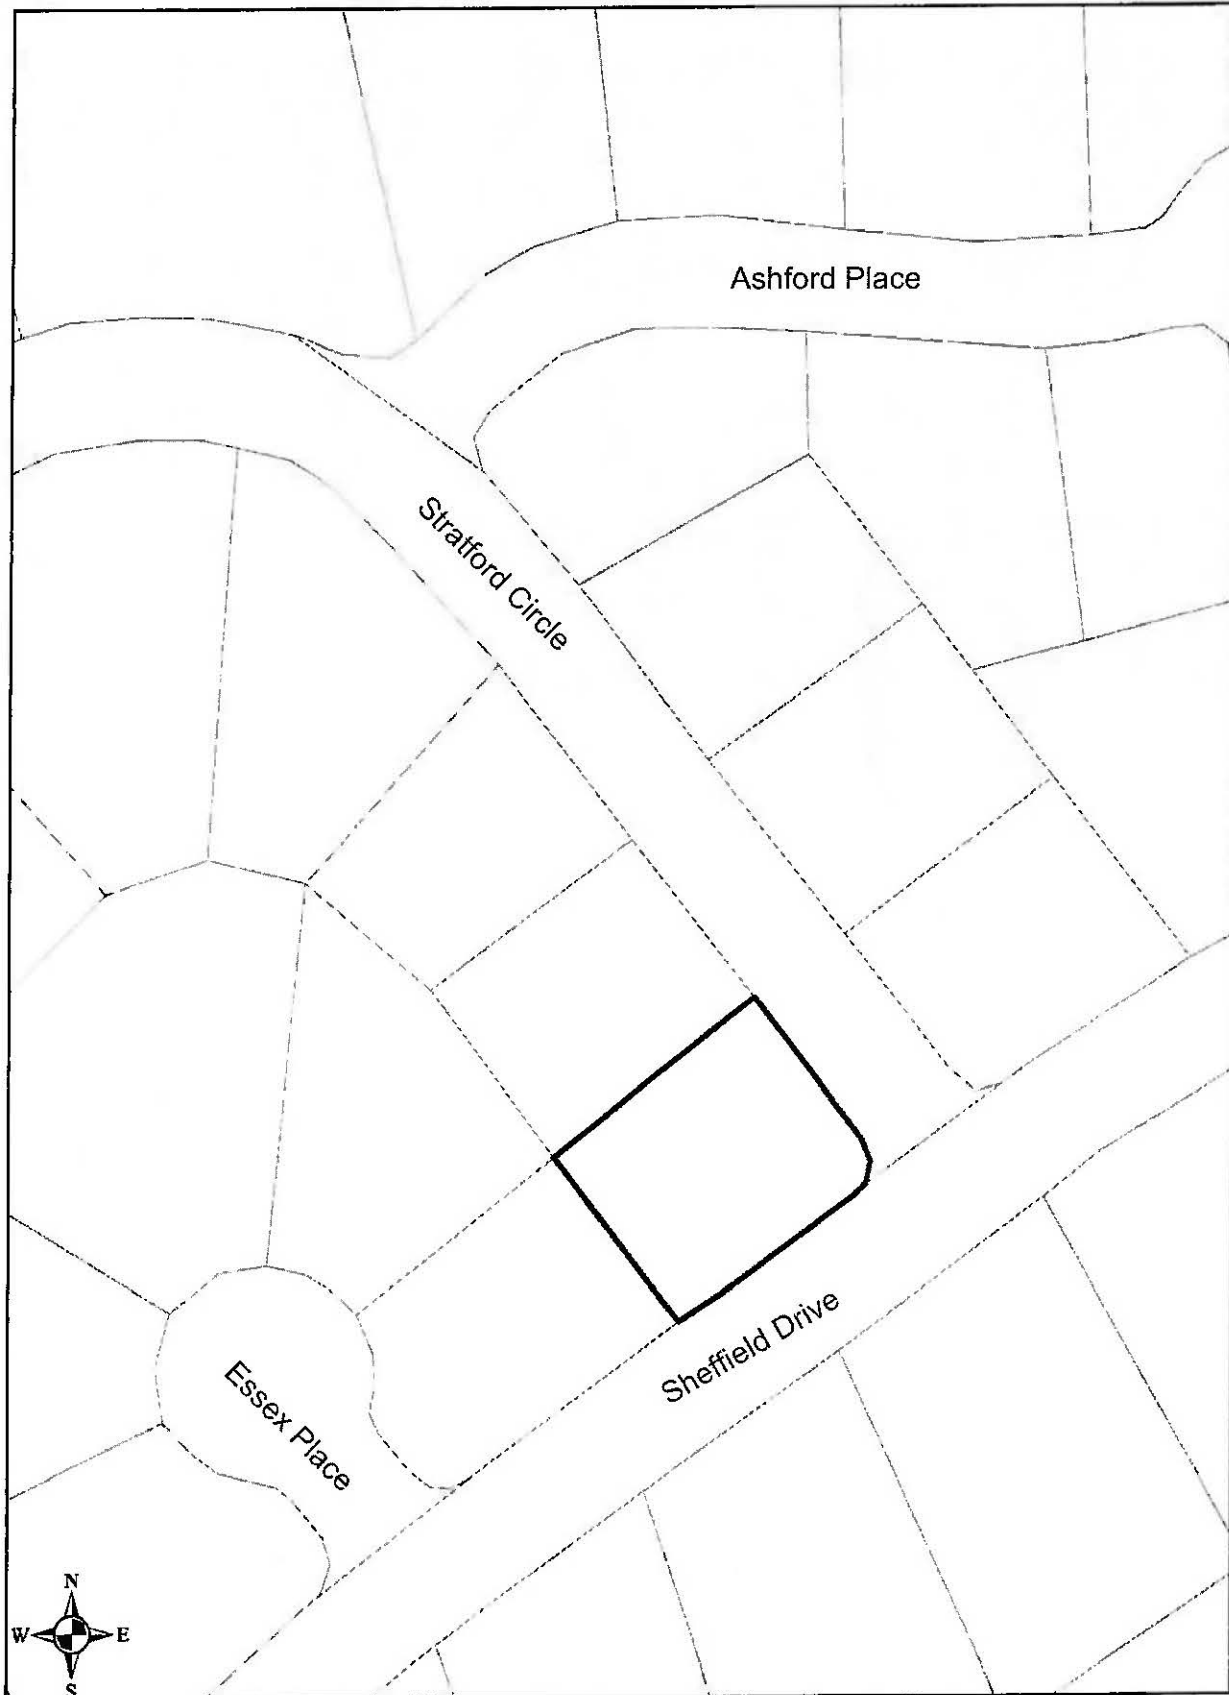 Ashford Place
Stratford Circle
Sheffield Drive
Essex Place
N
W E
S